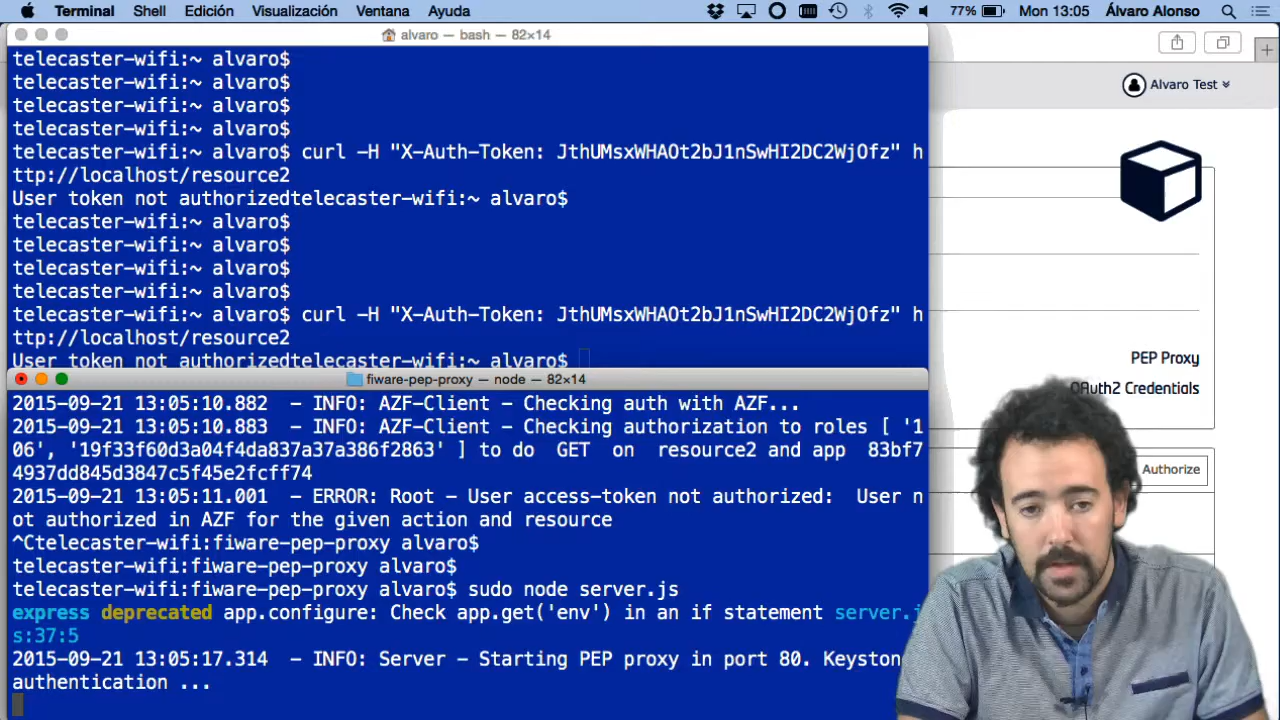 Terminal Shell Edición Visualización Ventana Ayuda 77% Mon 13:05 Álvaro Alonso
alvaro — bash — 82×14
telecaster-wifi:~ alvaro$
telecaster-wifi:~ alvaro$
telecaster-wifi:~ alvaro$
telecaster-wifi:~ alvaro$
telecaster-wifi:~ alvaro$ curl -H "X-Auth-Token: JthUMsxWHAOt2bJ1nSwHI2DC2WjOfz" h
ttp://localhost/resource2
User token not authorizedtelecaster-wifi:~ alvaro$
telecaster-wifi:~ alvaro$
telecaster-wifi:~ alvaro$
telecaster-wifi:~ alvaro$
telecaster-wifi:~ alvaro$
telecaster-wifi:~ alvaro$ curl -H "X-Auth-Token: JthUMsxWHAOt2bJ1nSwHI2DC2WjOfz" h
ttp://localhost/resource2
User token not authorizedtelecaster-wifi:~ alvaro$
fiware-pep-proxy — node — 82×14
2015-09-21 13:05:10.882  - INFO: AZF-Client - Checking auth with AZF...
2015-09-21 13:05:10.883  - INFO: AZF-Client - Checking authorization to roles [ '1
06', '19f33f60d3a04f4da837a37a386f2863' ] to do  GET  on  resource2 and app  83bf7
4937dd845d3847c5f45e2fcff74
2015-09-21 13:05:11.001  - ERROR: Root - User access-token not authorized:  User n
ot authorized in AZF for the given action and resource
^Ctelecaster-wifi:fiware-pep-proxy alvaro$
telecaster-wifi:fiware-pep-proxy alvaro$
telecaster-wifi:fiware-pep-proxy alvaro$ sudo node server.js
express deprecated app.configure: Check app.get('env') in an if statement server.j
s:37:5
2015-09-21 13:05:17.314  - INFO: Server - Starting PEP proxy in port 80. Keyston
authentication ...
Alvaro Test
PEP Proxy
OAuth2 Credentials
Authorize